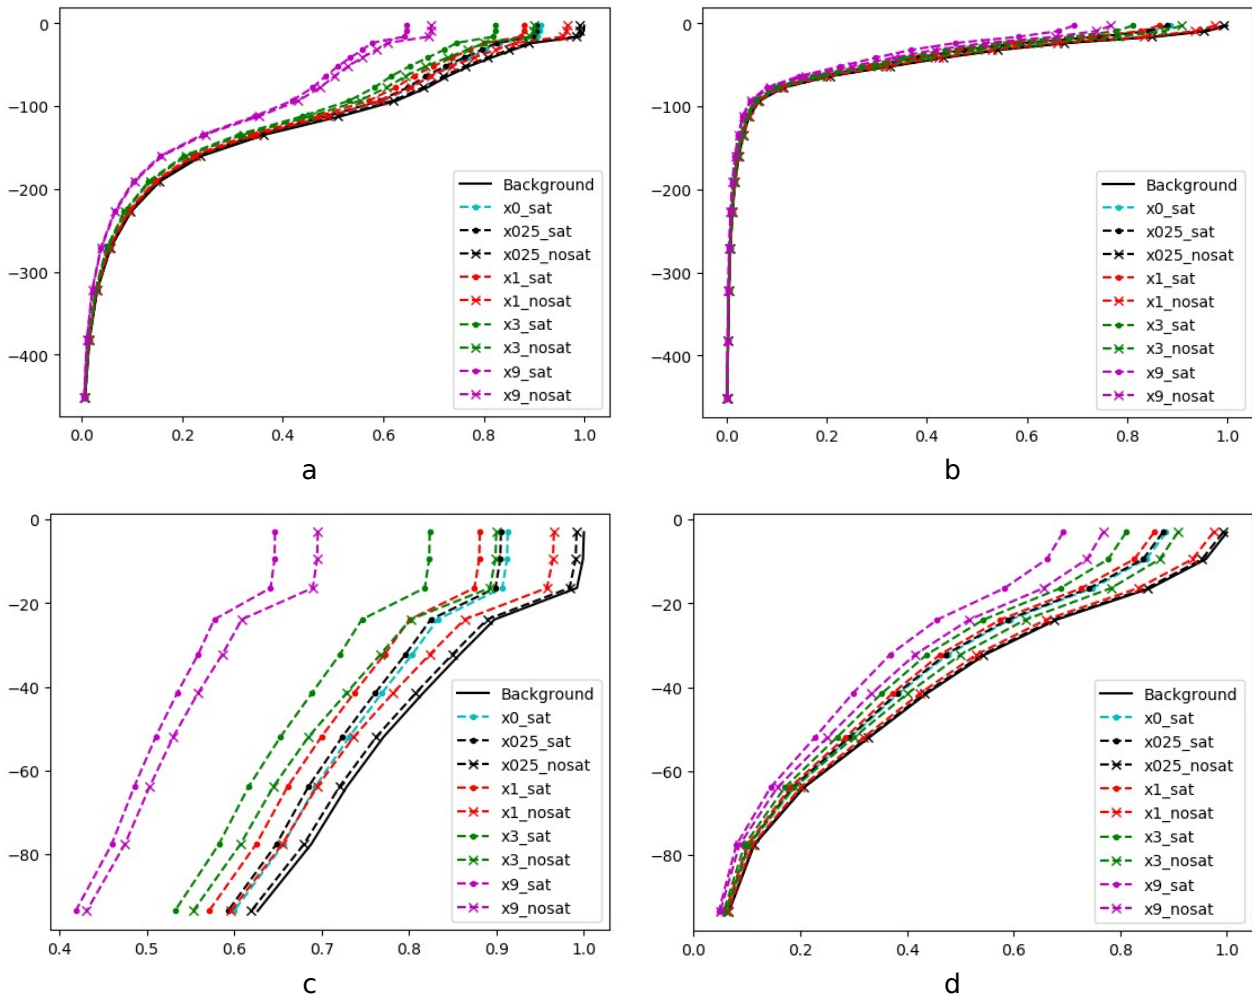 0
−100
−200
−300
−400
0.0 0.2 0.4 0.6 0.8 1.0
Background
x0_sat
x025_sat
x025_nosat
x1_sat
x1_nosat
x3_sat
x3_nosat
x9_sat
x9_nosat
a
0
−100
−200
−300
−400
0.0 0.2 0.4 0.6 0.8 1.0
Background
x0_sat
x025_sat
x025_nosat
x1_sat
x1_nosat
x3_sat
x3_nosat
x9_sat
x9_nosat
b
0
−20
−40
−60
−80
0.4 0.5 0.6 0.7 0.8 0.9 1.0
Background
x0_sat
x025_sat
x025_nosat
x1_sat
x1_nosat
x3_sat
x3_nosat
x9_sat
x9_nosat
c
0
−20
−40
−60
−80
0.0 0.2 0.4 0.6 0.8 1.0
Background
x0_sat
x025_sat
x025_nosat
x1_sat
x1_nosat
x3_sat
x3_nosat
x9_sat
x9_nosat
d